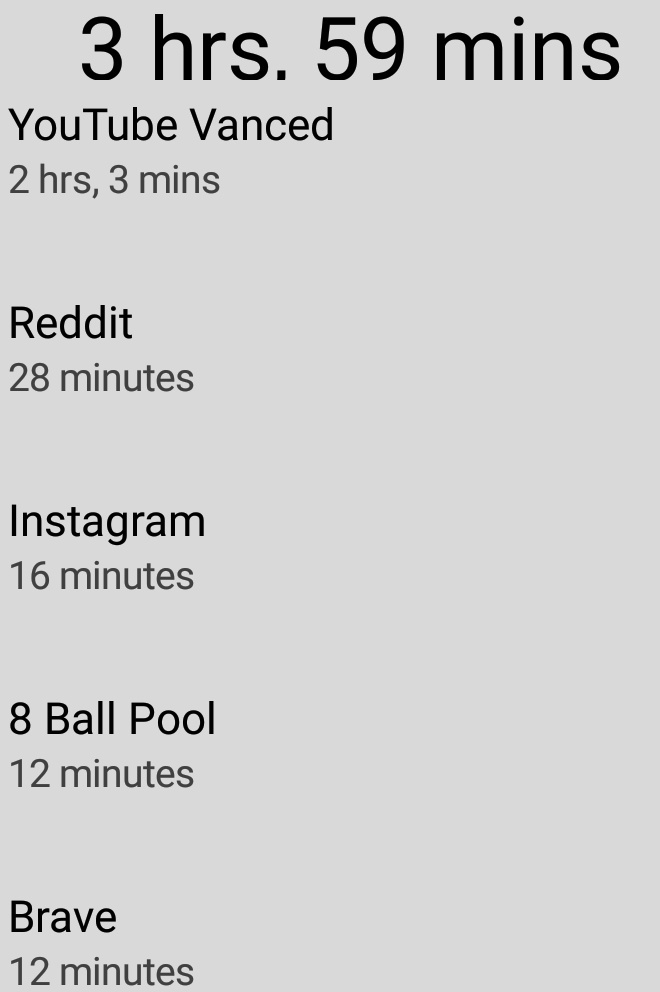 3 hrs. 59 mins
YouTube Vanced
2 hrs, 3 mins
Reddit
28 minutes
Instagram
16 minutes
8 Ball Pool
12 minutes
Brave
12 minutes